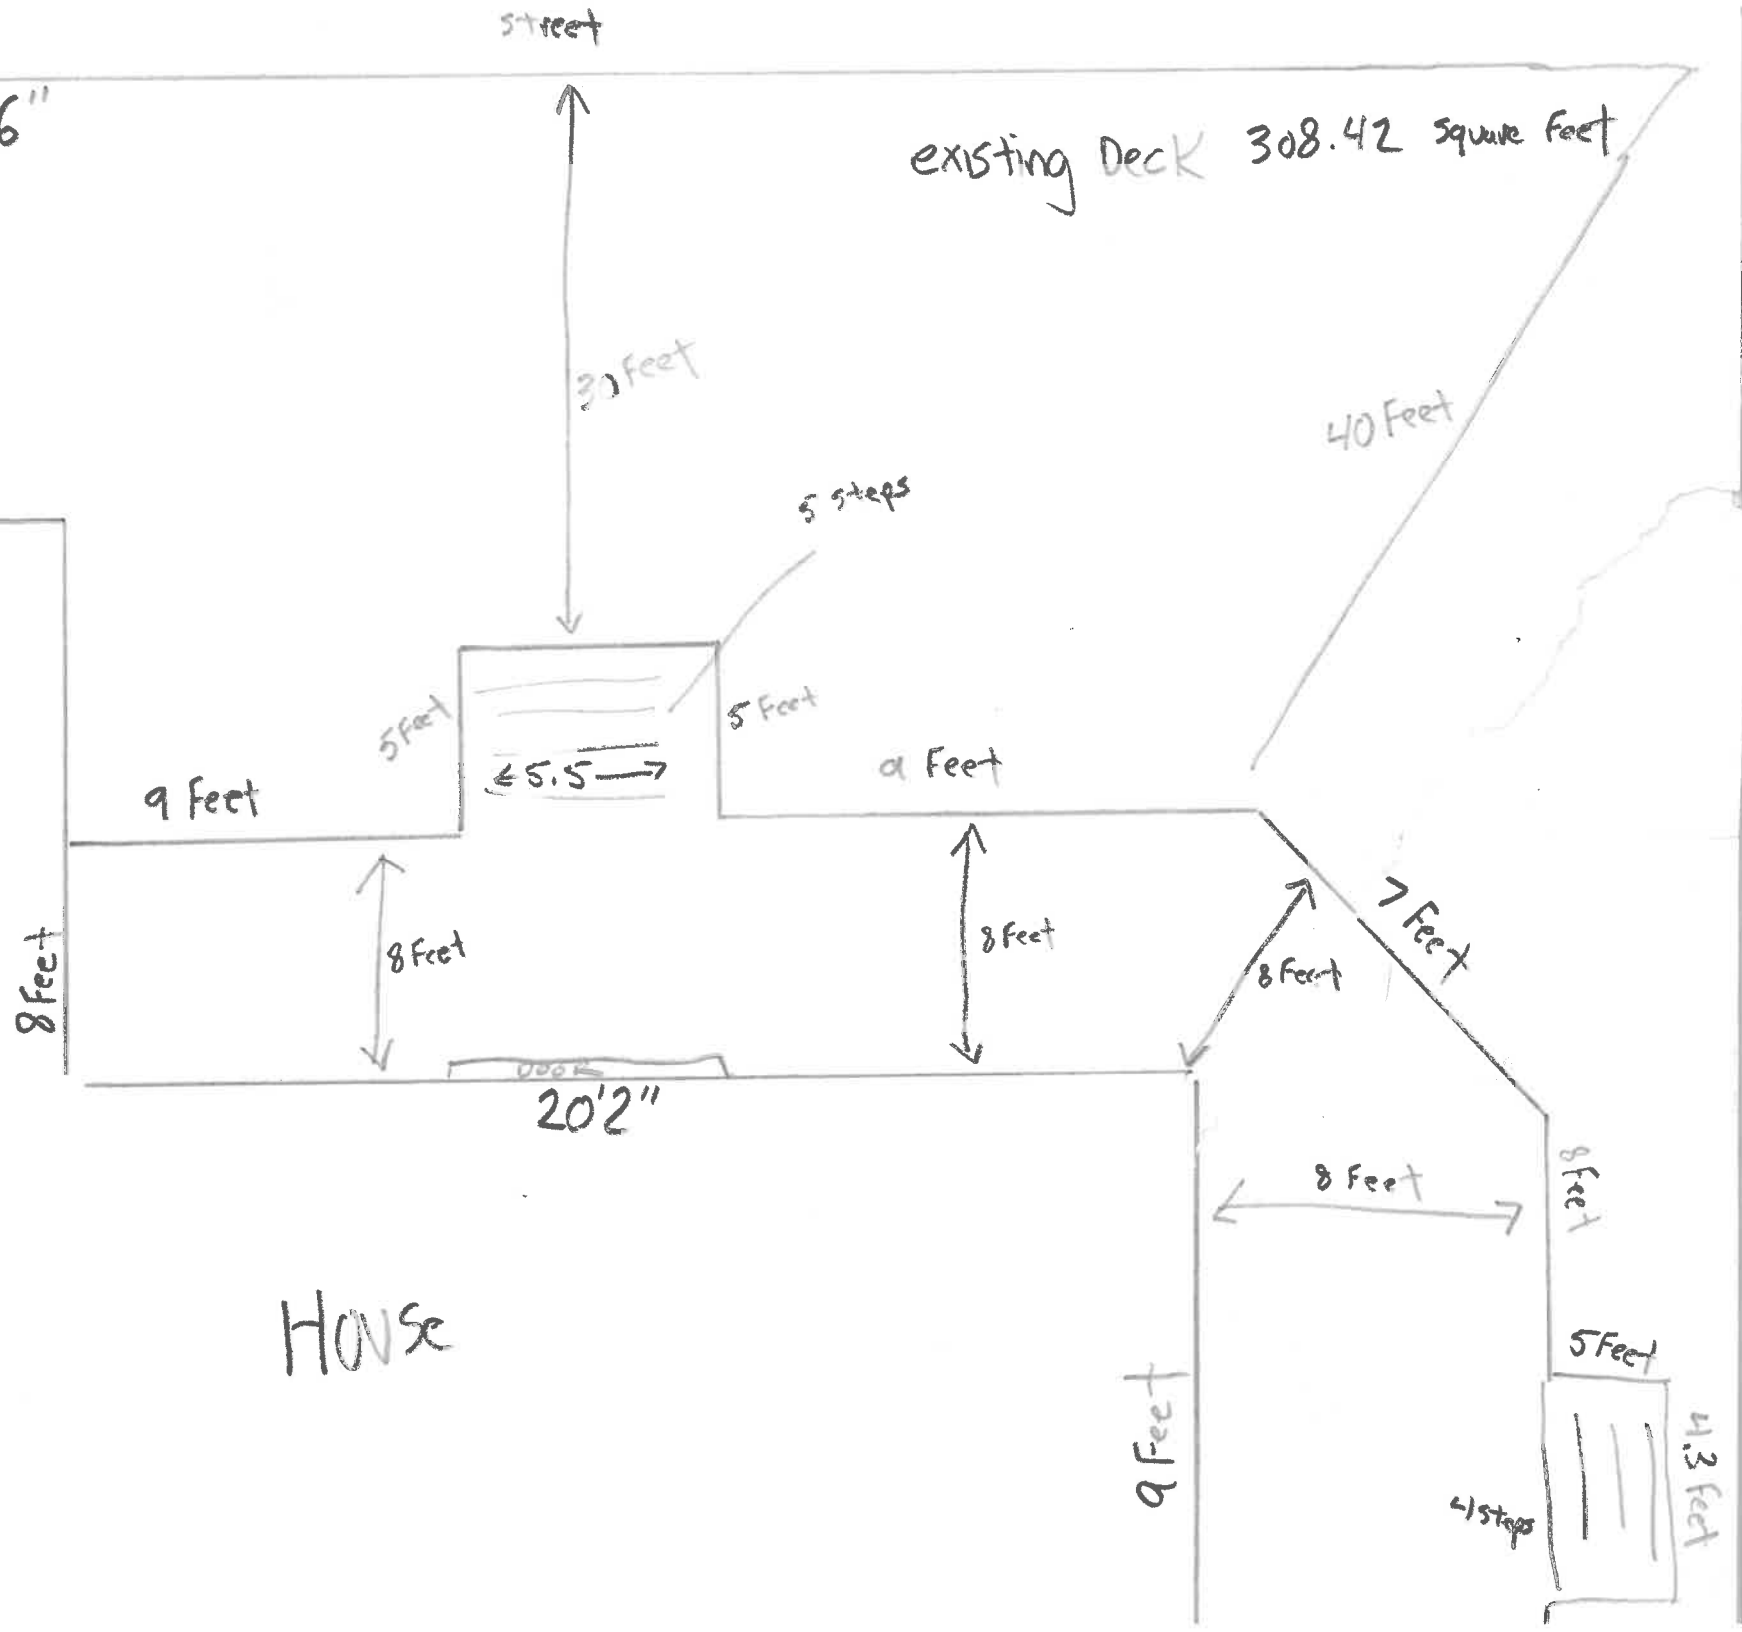 street
6"
existing Deck 308.42 square Feet
30 Feet
40 Feet
5 steps
5 Feet
5 Feet
←5.5→
9 Feet
9 Feet
8 Feet
8 Feet
8 Feet
8 Feet
7 Feet
DOOR
20'2"
8 Feet
8 Feet
House
5 Feet
9 Feet
4.3 Feet
4 steps